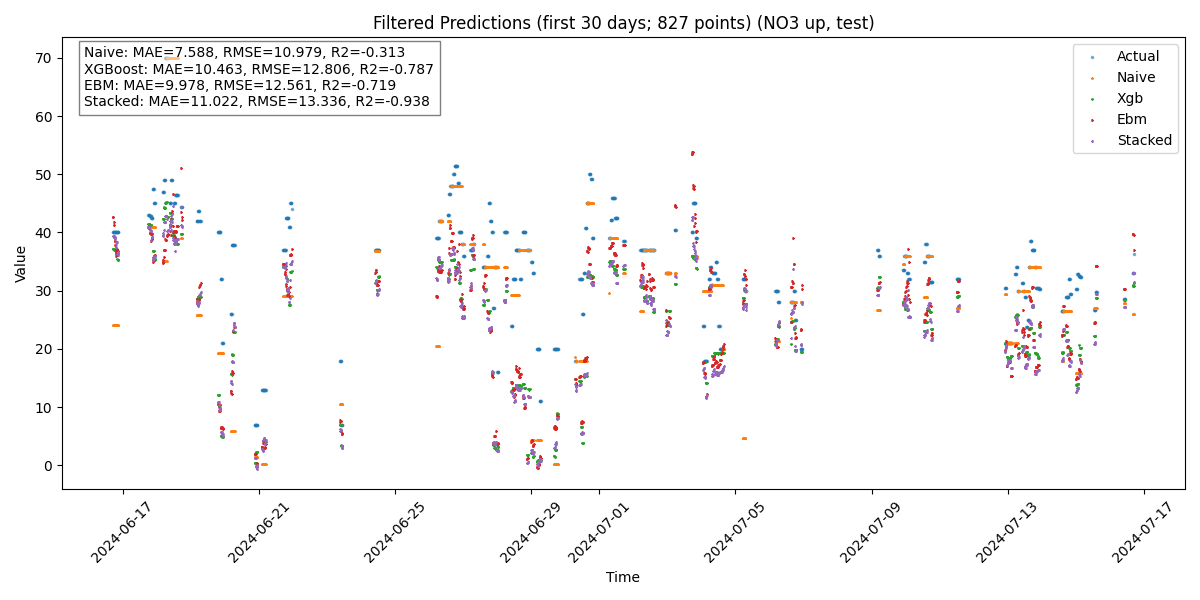 Filtered Predictions (first 30 days; 827 points) (NO3 up, test)
Naive: MAE=7.588, RMSE=10.979, R2=-0.313
XGBoost: MAE=10.463, RMSE=12.806, R2=-0.787
EBM: MAE=9.978, RMSE=12.561, R2=-0.719
Stacked: MAE=11.022, RMSE=13.336, R2=-0.938
Actual
Naive
Xgb
Ebm
Stacked
Value
70
60
50
40
30
20
10
0
2024-06-17
2024-06-21
2024-06-25
2024-06-29
2024-07-01
2024-07-05
2024-07-09
2024-07-13
2024-07-17
Time